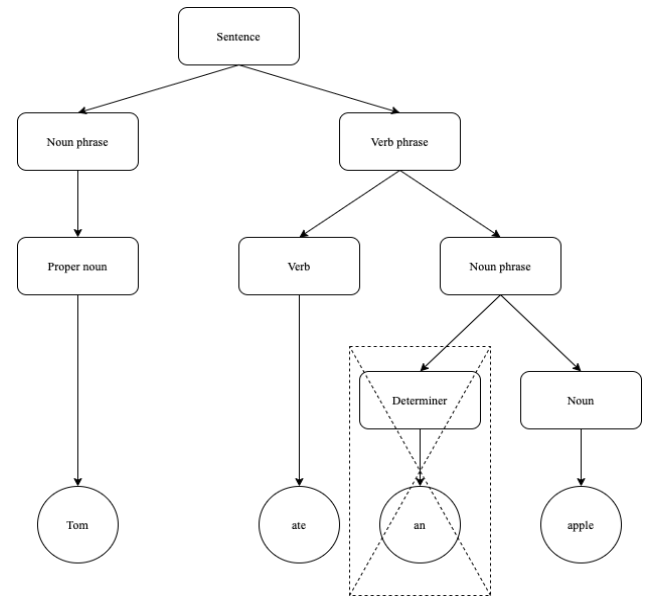 Sentence
Noun phrase
Verb phrase
Proper noun
Verb
Noun phrase
Determiner
Noun
Tom
ate
an
apple